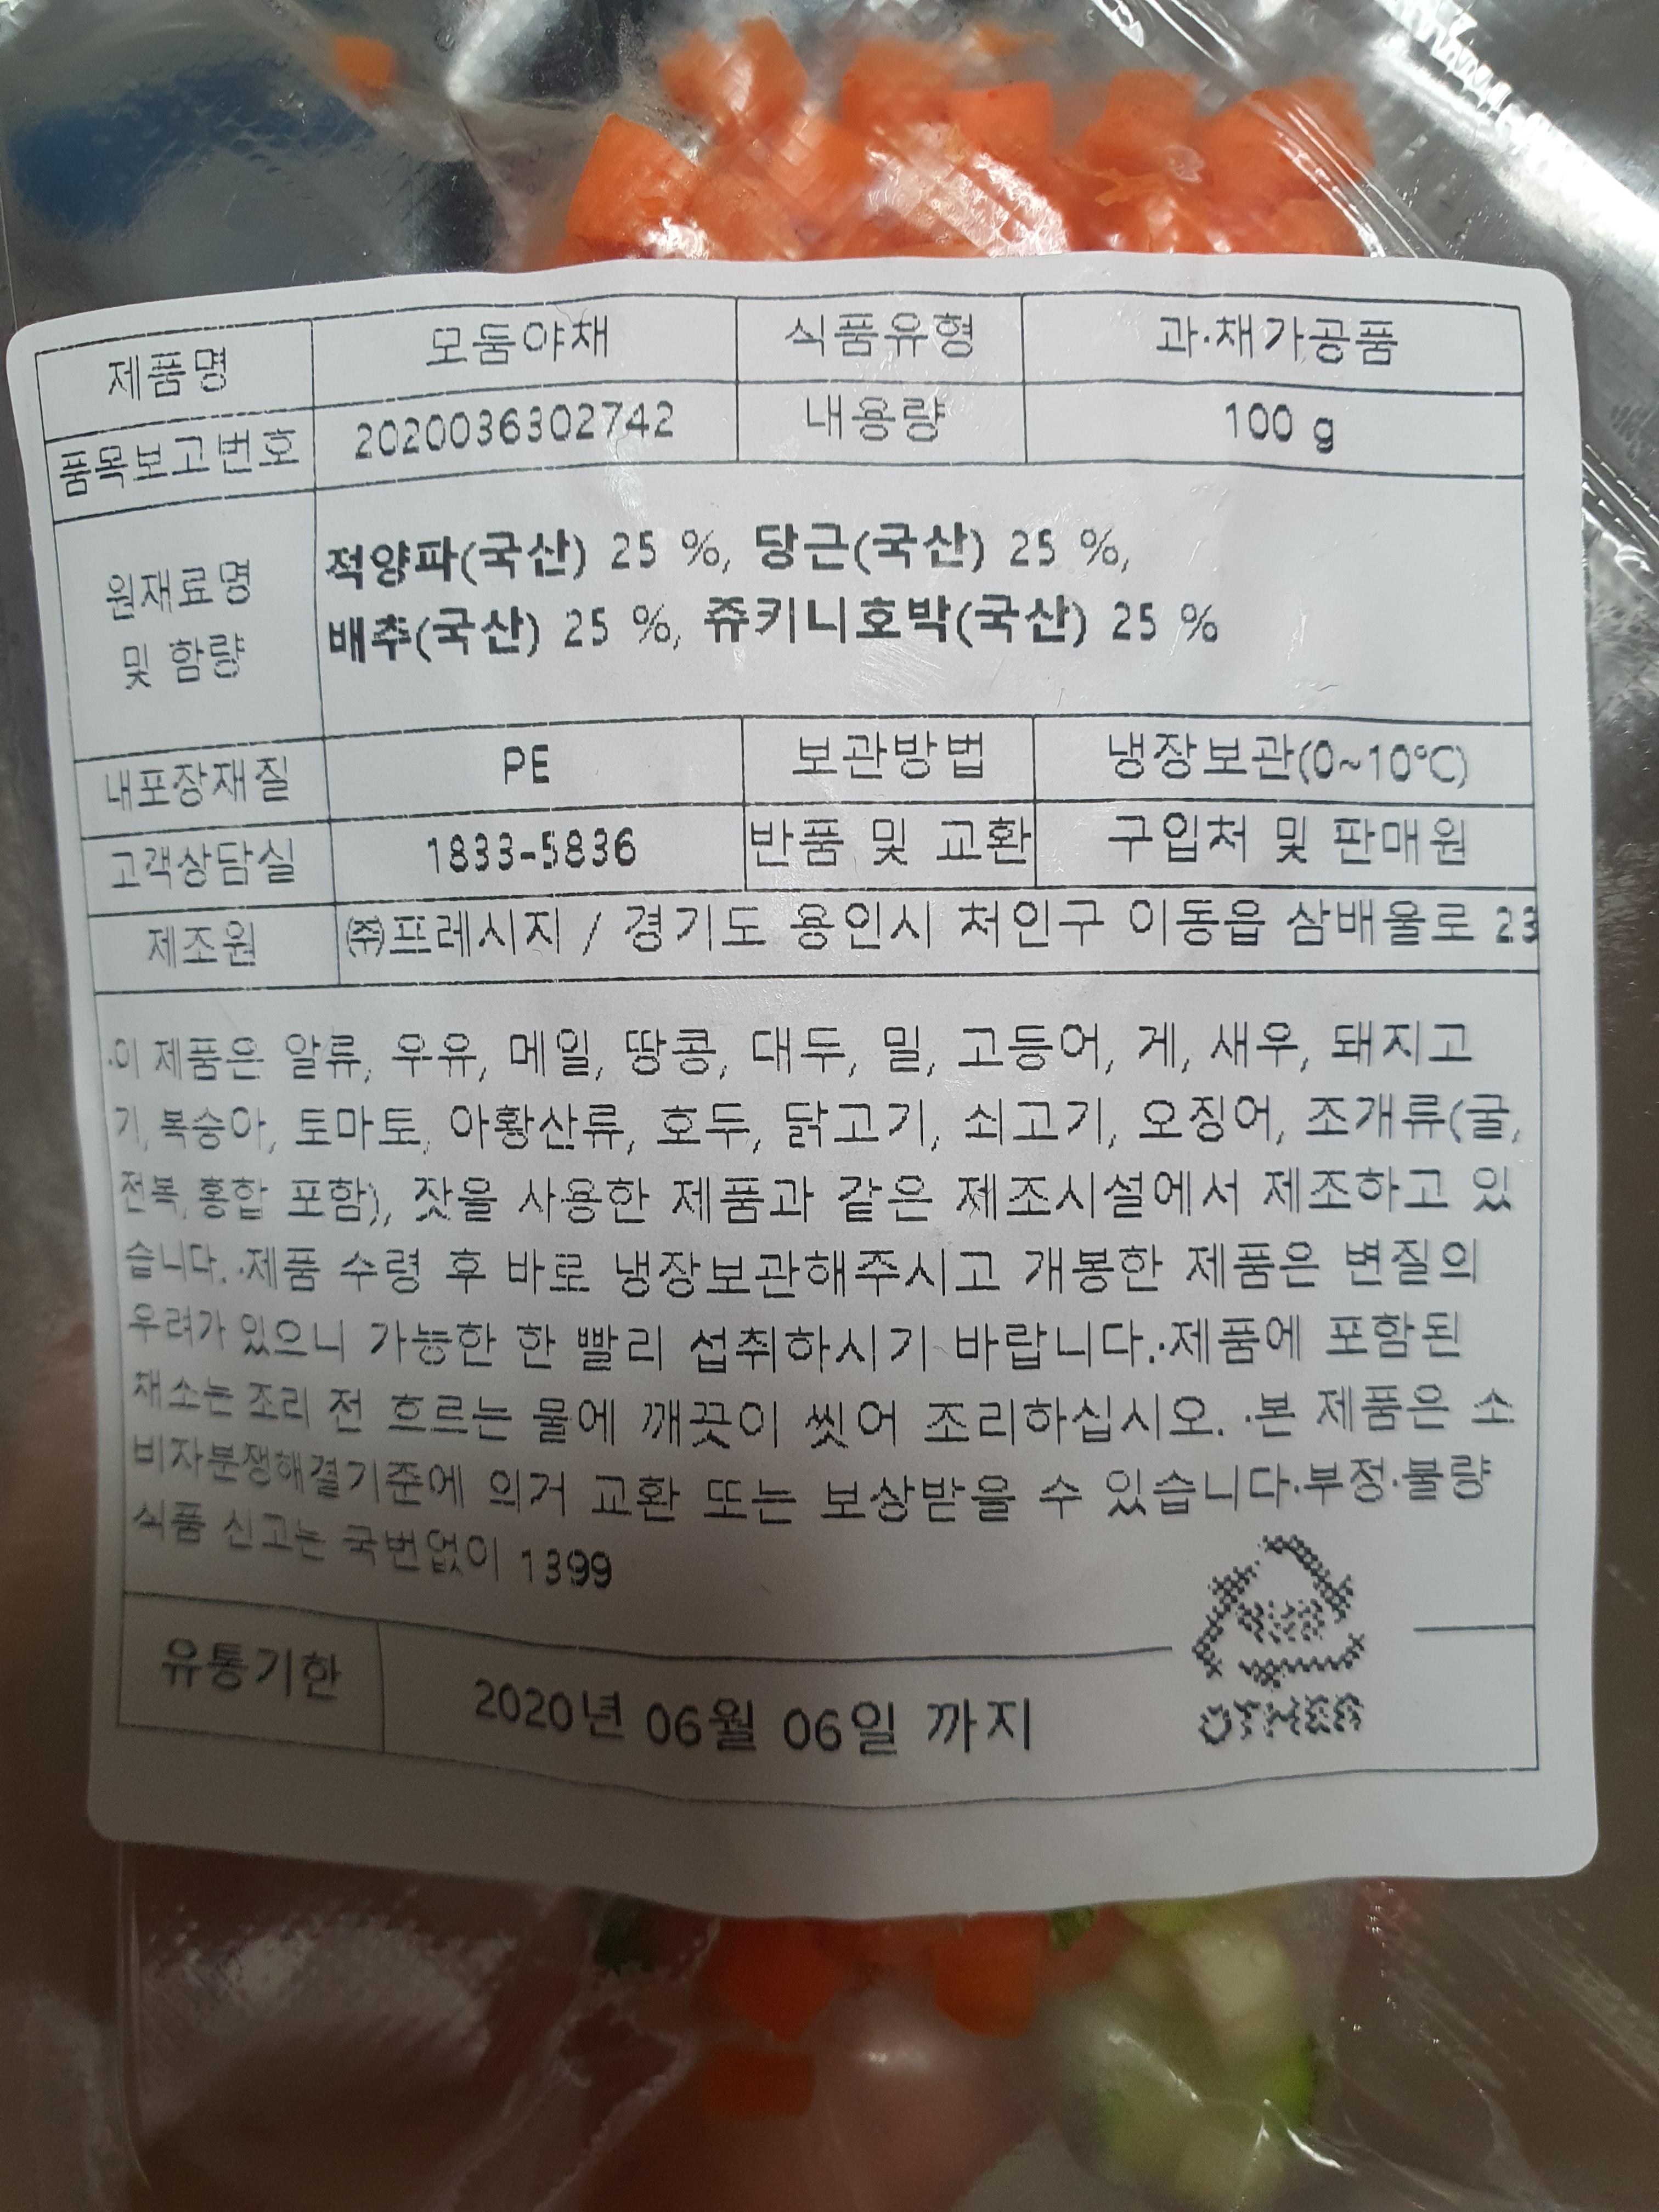 제품명 모둠야채 식품유형 과·채가공품
품목보고번호 2020036302742 내용량 100 g
원재료명 및 함량
적양파(국산) 25 %, 당근(국산) 25 %,
배추(국산) 25 %, 쥬키니호박(국산) 25 %
내포장재질 PE 보관방법 냉장보관(0~10℃)
고객상담실 1833-5836 반품 및 교환 구입처 및 판매원
제조원 ㈜프레시지 / 경기도 용인시 처인구 이동읍 삼배울로 23
·이 제품은 알류, 우유, 메밀, 땅콩, 대두, 밀, 고등어, 게, 새우, 돼지고
기, 복숭아, 토마토, 아황산류, 호두, 닭고기, 쇠고기, 오징어, 조개류(굴,
전복, 홍합 포함), 잣을 사용한 제품과 같은 제조시설에서 제조하고 있
습니다. ·제품 수령 후 바로 냉장보관해주시고 개봉한 제품은 변질의
우려가 있으니 가능한 한 빨리 섭취하시기 바랍니다.·제품에 포함된
채소는 조리 전 흐르는 물에 깨끗이 씻어 조리하십시오. ·본 제품은 소
비자분쟁해결기준에 의거 교환 또는 보상받을 수 있습니다·부정·불량
식품 신고는 국번없이 1399
OTHER
유통기한 2020년 06월 06일 까지